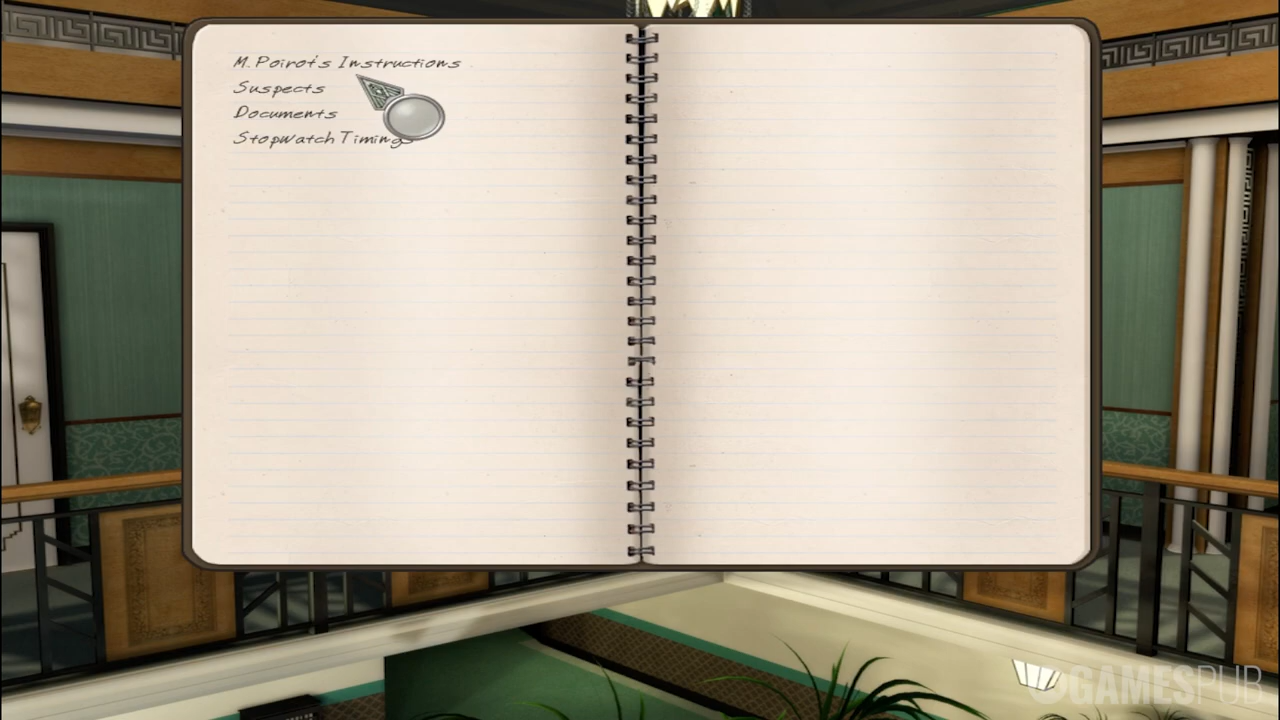 M. Poirot's Instructions
Suspects
Documents
Stopwatch Timings
GAMESPUB